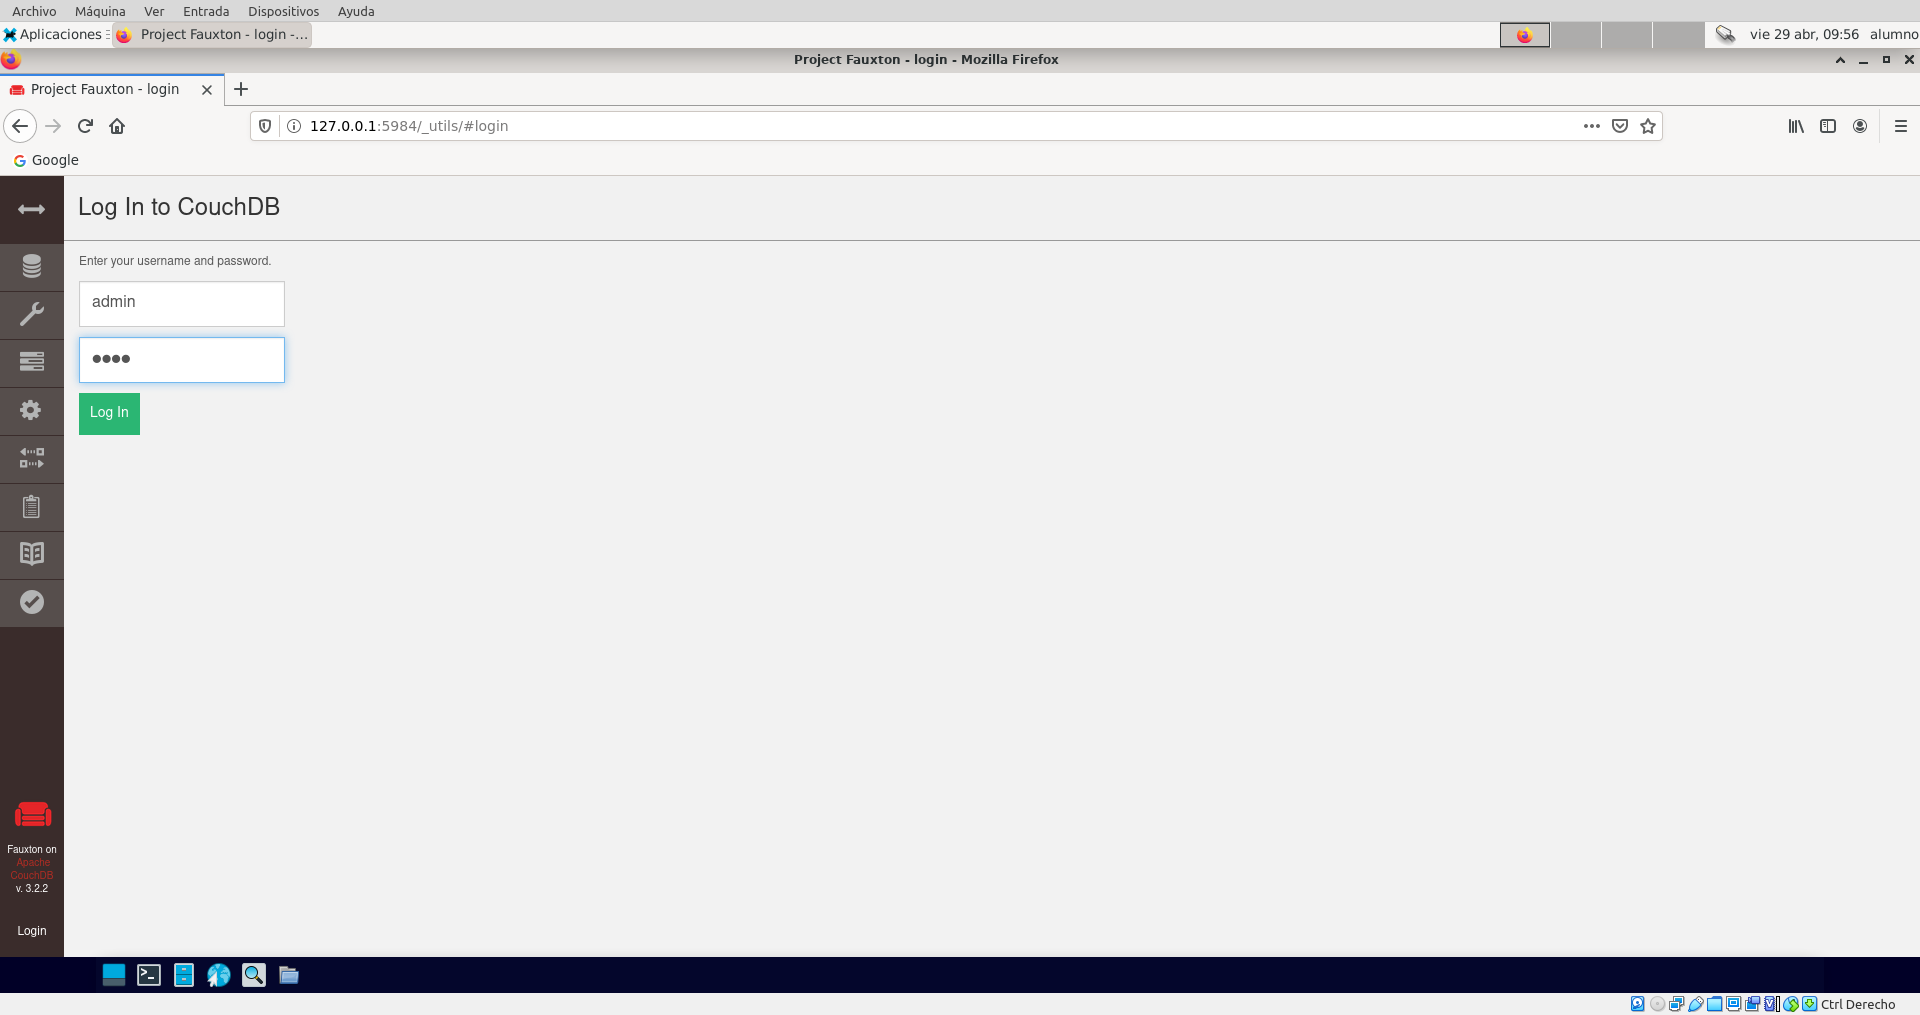 Archivo Máquina Ver Entrada Dispositivos Ayuda
Aplicaciones Project Fauxton - login -... vie 29 abr, 09:56 alumno
Project Fauxton - login - Mozilla Firefox
Project Fauxton - login
127.0.0.1:5984/_utils/#login
Google
Log In to CouchDB
Enter your username and password.
admin
••••
Log In
Fauxton on
Apache
CouchDB
v. 3.2.2
Login
Ctrl Derecho